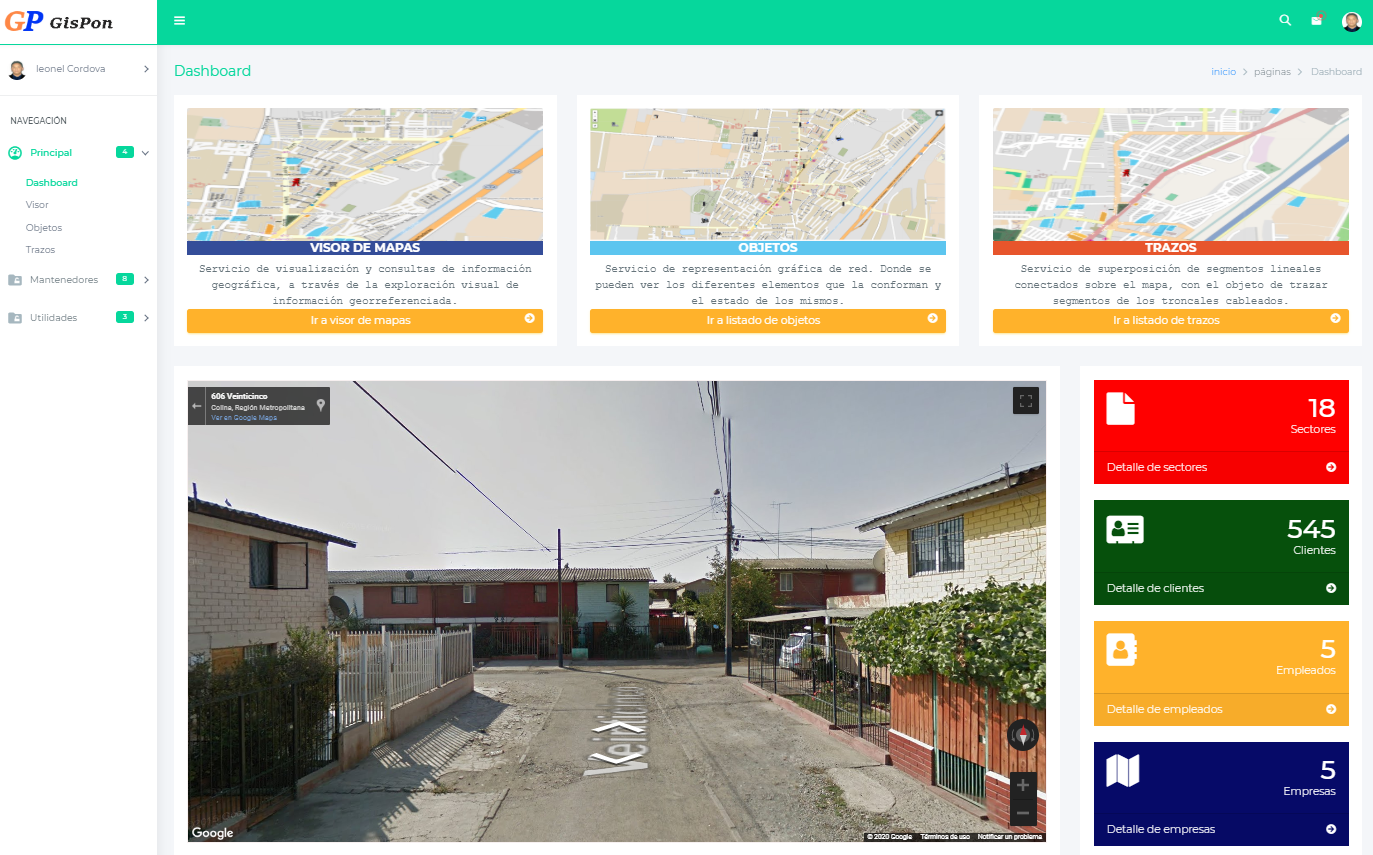 GP GisPon
leonel Cordova
NAVEGACIÓN
Principal 4
Dashboard
Visor
Objetos
Trazos
Mantenedores 8
Utilidades 3
Dashboard
inicio > páginas > Dashboard
VISOR DE MAPAS
Servicio de visualización y consultas de información
geográfica, a través de la exploración visual de
información georreferenciada.
Ir a visor de mapas
OBJETOS
Servicio de representación gráfica de red. Donde se
pueden ver los diferentes elementos que la conforman y
el estado de los mismos.
Ir a listado de objetos
TRAZOS
Servicio de superposición de segmentos lineales
conectados sobre el mapa, con el objeto de trazar
segmentos de los troncales cableados.
Ir a listado de trazos
606 Veinticinco
Colina, Región Metropolitana
Ver en Google Maps
Veinticinco
Google
© 2020 Google Términos de uso Notificar un problema
18
Sectores
Detalle de sectores
545
Clientes
Detalle de clientes
5
Empleados
Detalle de empleados
5
Empresas
Detalle de empresas